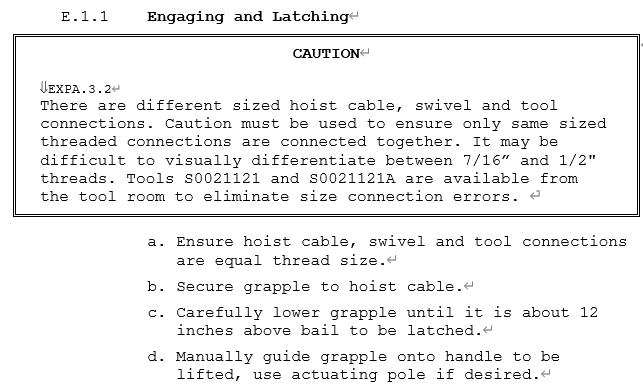 E.1.1 Engaging and Latching↵
CAUTION↵
⇓EXPA.3.2↵
There are different sized hoist cable, swivel and tool
connections. Caution must be used to ensure only same sized
threaded connections are connected together. It may be
difficult to visually differentiate between 7/16” and 1/2"
threads. Tools S0021121 and S0021121A are available from
the tool room to eliminate size connection errors. ↵
a. Ensure hoist cable, swivel and tool connections
are equal thread size.↵
b. Secure grapple to hoist cable.↵
c. Carefully lower grapple until it is about 12
inches above bail to be latched.↵
d. Manually guide grapple onto handle to be
lifted, use actuating pole if desired.↵